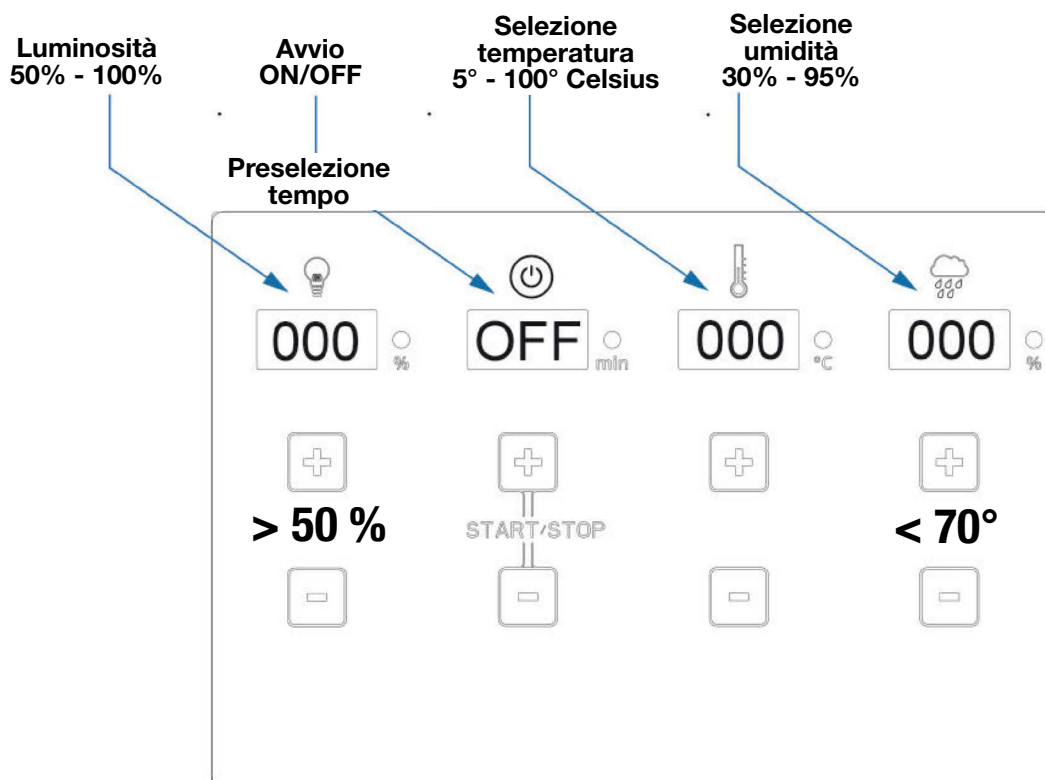 Luminosità
50% - 100%
Avvio
ON/OFF
Selezione
temperatura
5° - 100° Celsius
Selezione
umidità
30% - 95%
Preselezione
tempo
000
%
OFF
min
000
°C
000
%
> 50 %
START/STOP
< 70°